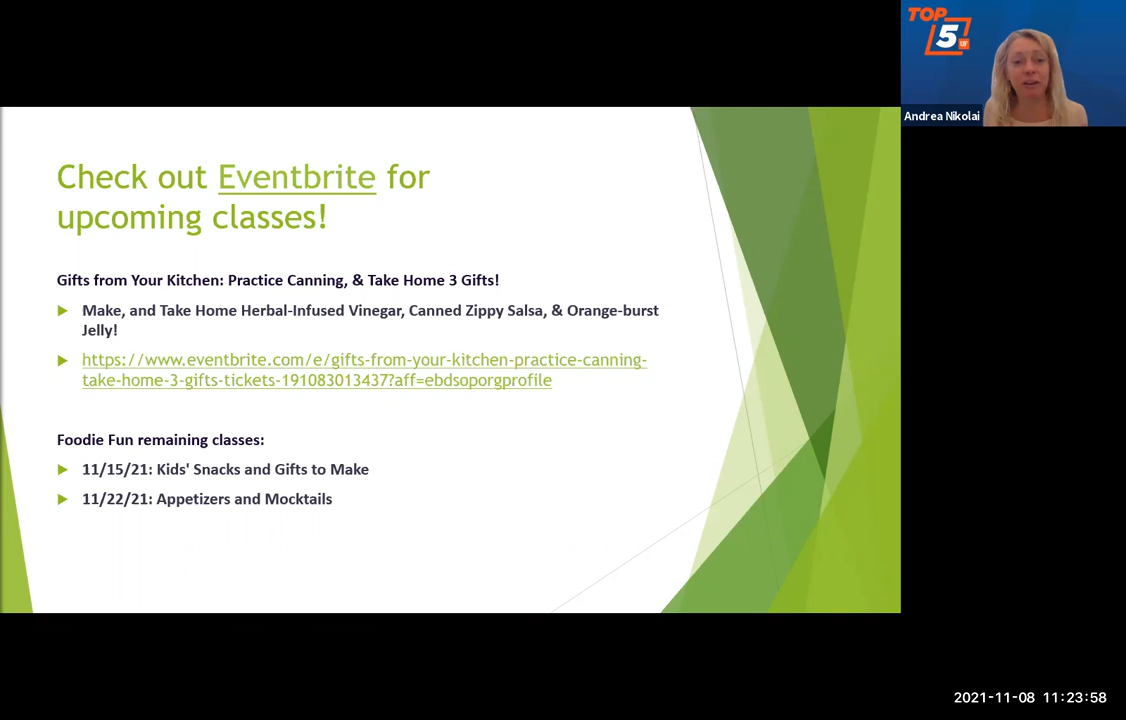 TOP
5
UF
Andrea Nikolai
Check out Eventbrite for
upcoming classes!
Gifts from Your Kitchen: Practice Canning, & Take Home 3 Gifts!
Make, and Take Home Herbal-Infused Vinegar, Canned Zippy Salsa, & Orange-burst
Jelly!
https://www.eventbrite.com/e/gifts-from-your-kitchen-practice-canning-
take-home-3-gifts-tickets-191083013437?aff=ebdsoporgprofile
Foodie Fun remaining classes:
11/15/21: Kids' Snacks and Gifts to Make
11/22/21: Appetizers and Mocktails
2021-11-08 11:23:58